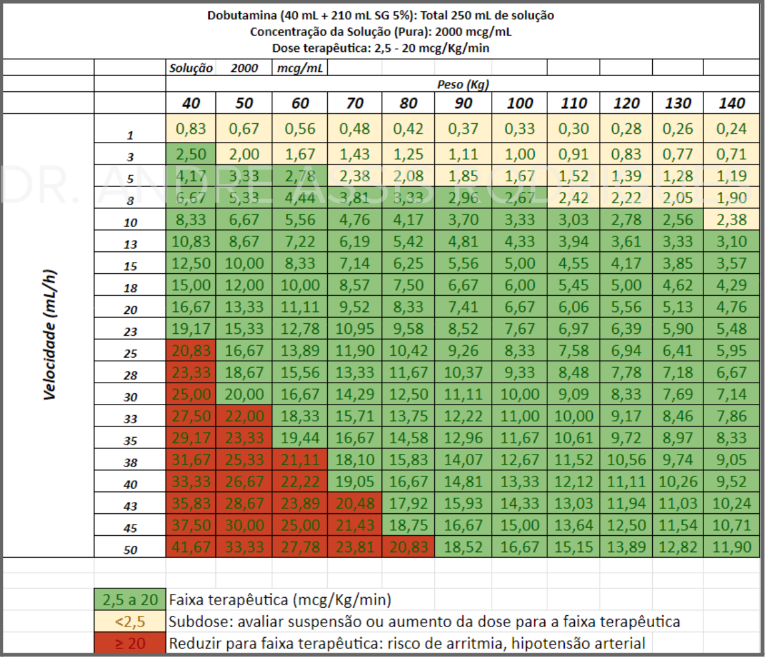 Dobutamina (40 mL + 210 mL SG 5%): Total 250 mL de solução
Concentração da Solução (Pura): 2000 mcg/mL
Dose terapêutica: 2,5 - 20 mcg/Kg/min
Solução 2000 mcg/mL
Peso (Kg)
40 50 60 70 80 90 100 110 120 130 140
Velocidade (mL/h)
1 0,83 0,67 0,56 0,48 0,42 0,37 0,33 0,30 0,28 0,26 0,24
3 2,50 2,00 1,67 1,43 1,25 1,11 1,00 0,91 0,83 0,77 0,71
5 4,17 3,33 2,78 2,38 2,08 1,85 1,67 1,52 1,39 1,28 1,19
8 6,67 5,33 4,44 3,81 3,33 2,96 2,67 2,42 2,22 2,05 1,90
10 8,33 6,67 5,56 4,76 4,17 3,70 3,33 3,03 2,78 2,56 2,38
13 10,83 8,67 7,22 6,19 5,42 4,81 4,33 3,94 3,61 3,33 3,10
15 12,50 10,00 8,33 7,14 6,25 5,56 5,00 4,55 4,17 3,85 3,57
18 15,00 12,00 10,00 8,57 7,50 6,67 6,00 5,45 5,00 4,62 4,29
20 16,67 13,33 11,11 9,52 8,33 7,41 6,67 6,06 5,56 5,13 4,76
23 19,17 15,33 12,78 10,95 9,58 8,52 7,67 6,97 6,39 5,90 5,48
25 20,83 16,67 13,89 11,90 10,42 9,26 8,33 7,58 6,94 6,41 5,95
28 23,33 18,67 15,56 13,33 11,67 10,37 9,33 8,48 7,78 7,18 6,67
30 25,00 20,00 16,67 14,29 12,50 11,11 10,00 9,09 8,33 7,69 7,14
33 27,50 22,00 18,33 15,71 13,75 12,22 11,00 10,00 9,17 8,46 7,86
35 29,17 23,33 19,44 16,67 14,58 12,96 11,67 10,61 9,72 8,97 8,33
38 31,67 25,33 21,11 18,10 15,83 14,07 12,67 11,52 10,56 9,74 9,05
40 33,33 26,67 22,22 19,05 16,67 14,81 13,33 12,12 11,11 10,26 9,52
43 35,83 28,67 23,89 20,48 17,92 15,93 14,33 13,03 11,94 11,03 10,24
45 37,50 30,00 25,00 21,43 18,75 16,67 15,00 13,64 12,50 11,54 10,71
50 41,67 33,33 27,78 23,81 20,83 18,52 16,67 15,15 13,89 12,82 11,90
2,5 a 20 Faixa terapêutica (mcg/Kg/min)
<2,5 Subdose: avaliar suspensão ou aumento da dose para a faixa terapêutica
≥ 20 Reduzir para faixa terapêutica: risco de arritmia, hipotensão arterial
DR. ANDRÉ ASSIS